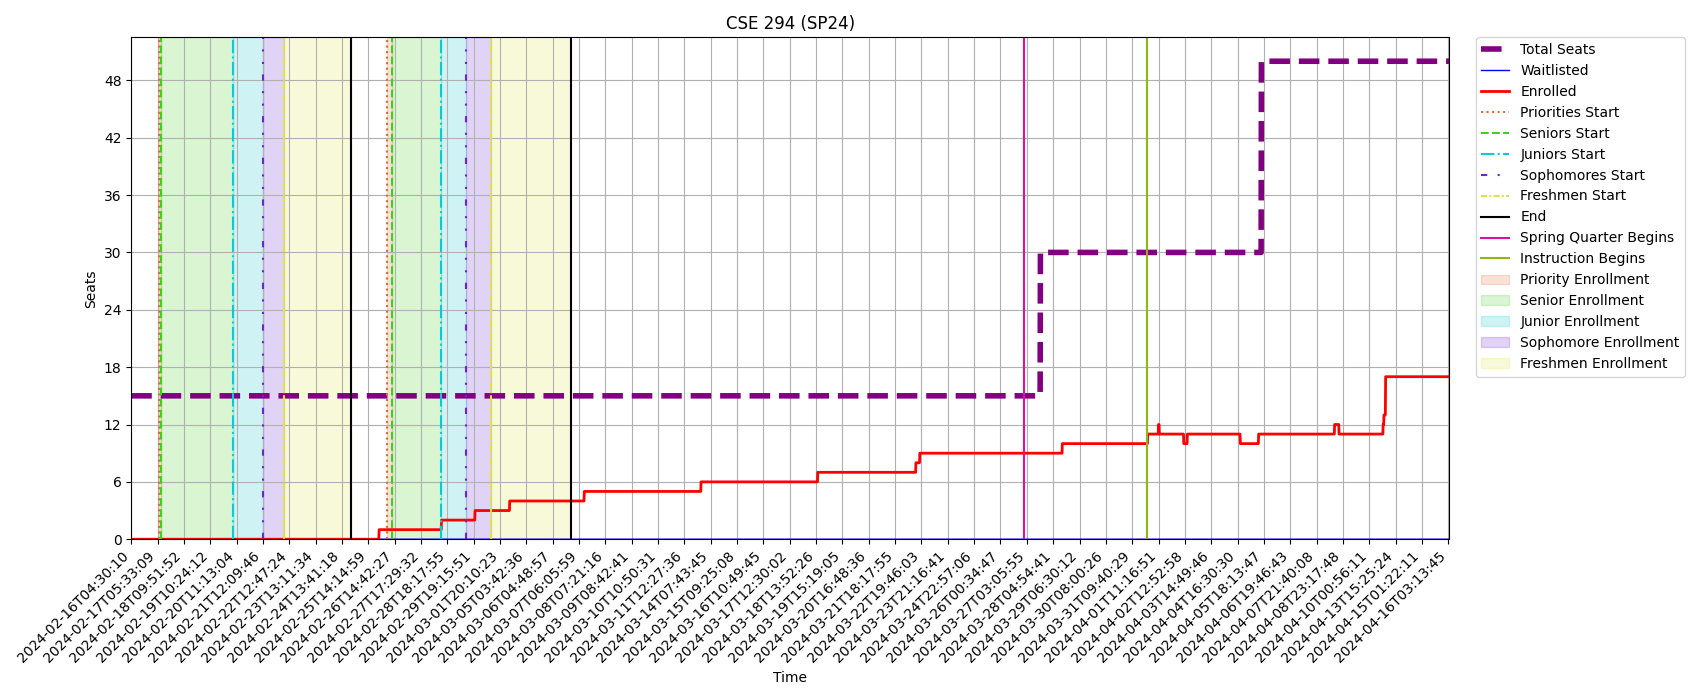 CSE 294 (SP24)
Seats
48
42
36
30
24
18
12
6
0
2024-02-16T04:30:10
2024-02-17T05:33:09
2024-02-18T09:51:52
2024-02-19T10:24:12
2024-02-20T11:13:04
2024-02-21T12:09:46
2024-02-22T12:47:24
2024-02-23T13:11:34
2024-02-24T13:41:18
2024-02-25T14:14:59
2024-02-26T14:42:27
2024-02-27T17:29:32
2024-02-28T18:17:55
2024-02-29T19:15:51
2024-03-01T20:10:23
2024-03-05T03:42:36
2024-03-06T04:48:57
2024-03-07T06:05:59
2024-03-08T07:21:16
2024-03-09T08:42:41
2024-03-10T10:50:31
2024-03-11T12:27:36
2024-03-14T07:43:45
2024-03-15T09:25:08
2024-03-16T10:49:45
2024-03-17T12:30:02
2024-03-18T13:52:26
2024-03-19T15:19:05
2024-03-20T16:48:36
2024-03-21T18:17:55
2024-03-22T19:46:03
2024-03-23T21:16:41
2024-03-24T22:57:06
2024-03-26T00:34:47
2024-03-27T03:05:55
2024-03-28T04:54:41
2024-03-29T06:30:12
2024-03-30T08:00:26
2024-03-31T09:40:29
2024-04-01T11:16:51
2024-04-02T12:52:58
2024-04-03T14:49:46
2024-04-04T16:30:30
2024-04-05T18:13:47
2024-04-06T19:46:43
2024-04-07T21:40:08
2024-04-08T23:17:48
2024-04-10T00:56:11
2024-04-13T15:25:24
2024-04-15T01:22:11
2024-04-16T03:13:45
Time
Total Seats
Waitlisted
Enrolled
Priorities Start
Seniors Start
Juniors Start
Sophomores Start
Freshmen Start
End
Spring Quarter Begins
Instruction Begins
Priority Enrollment
Senior Enrollment
Junior Enrollment
Sophomore Enrollment
Freshmen Enrollment